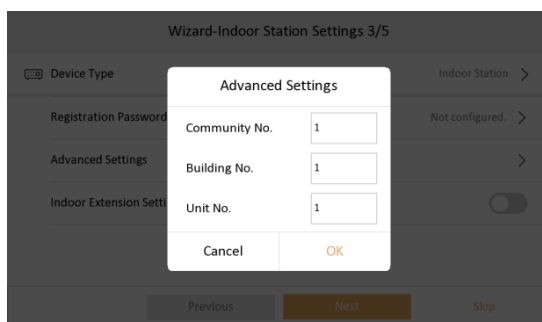 Wizard-Indoor Station Settings 3/5
Device Type
Indoor Station
Advanced Settings
Registration Password
Not configured.
Community No. 1
Advanced Settings
Building No. 1
Indoor Extension Setti
Unit No. 1
Cancel OK
Previous Next Skip